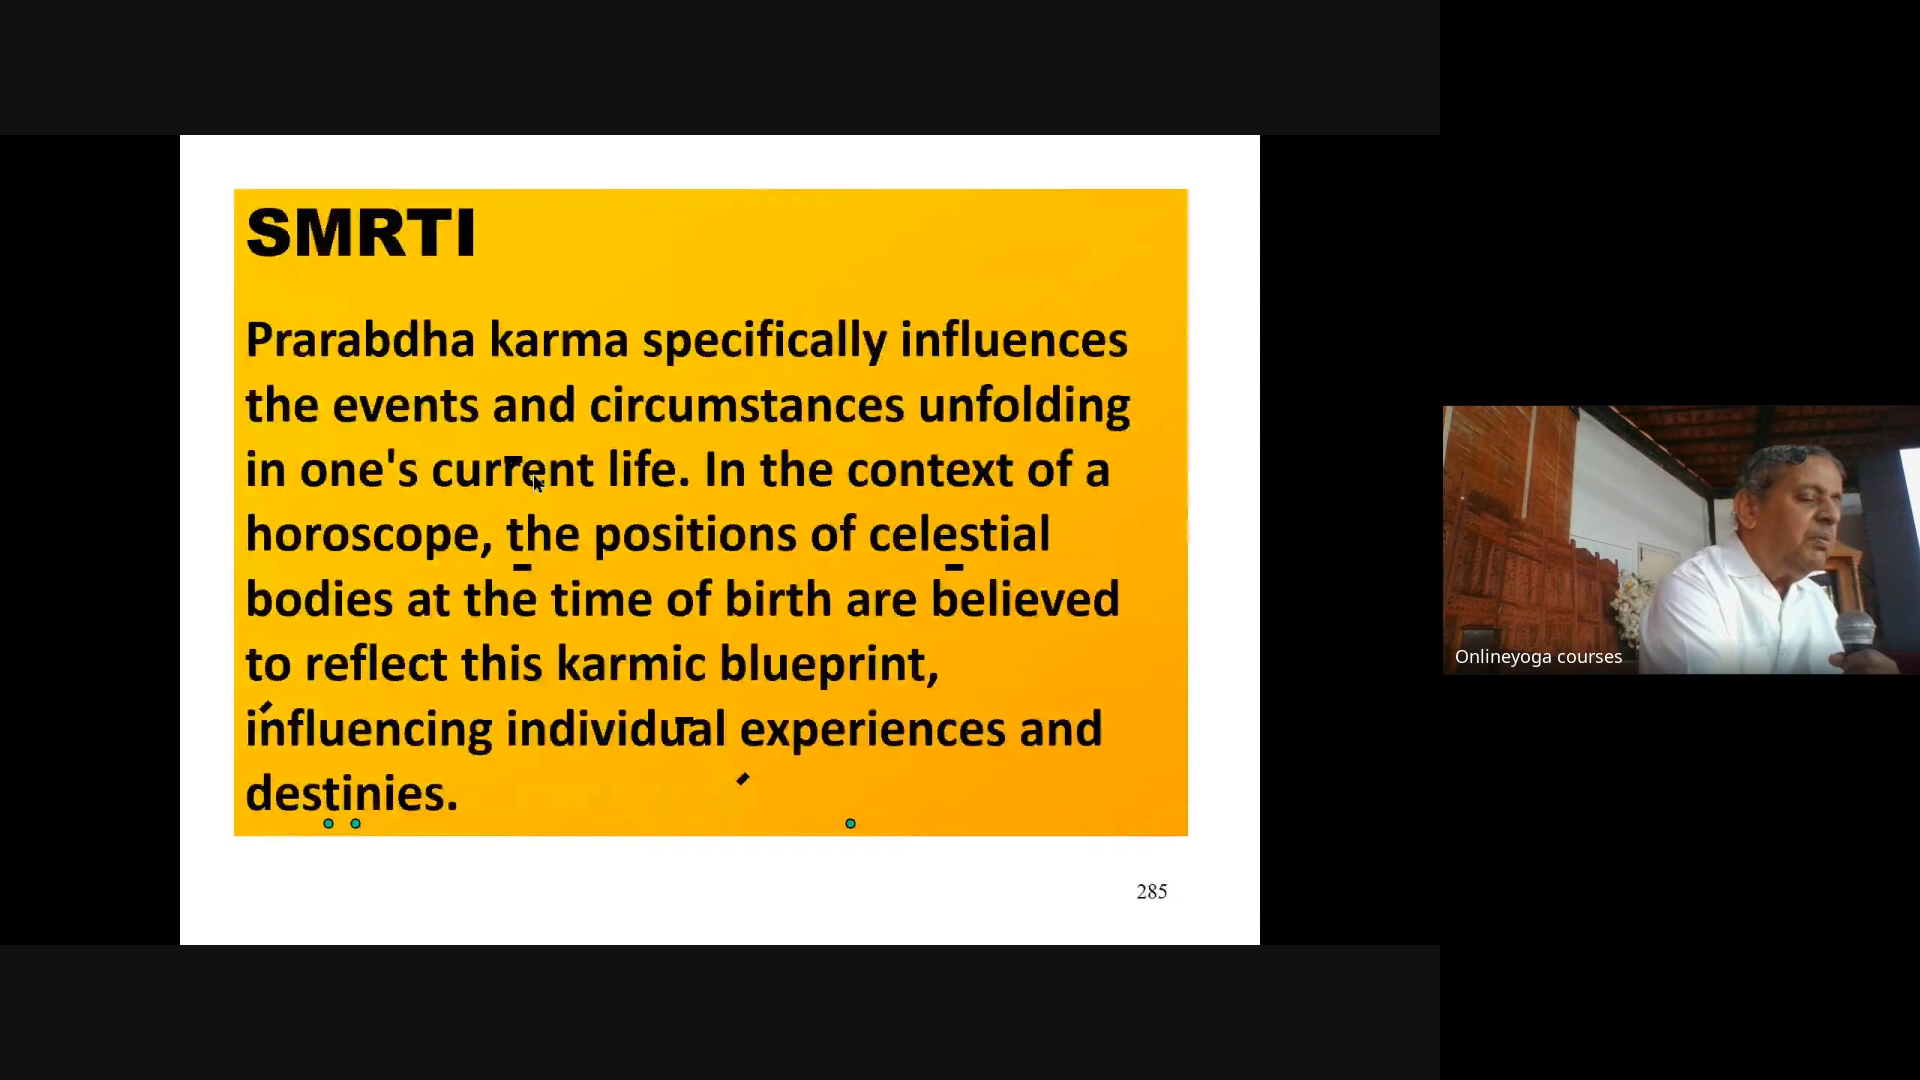 SMRTI
Prarabdha karma specifically influences
the events and circumstances unfolding
in one's current life. In the context of a
horoscope, the positions of celestial
bodies at the time of birth are believed
to reflect this karmic blueprint,
influencing individual experiences and
destinies.
285
Onlineyoga courses